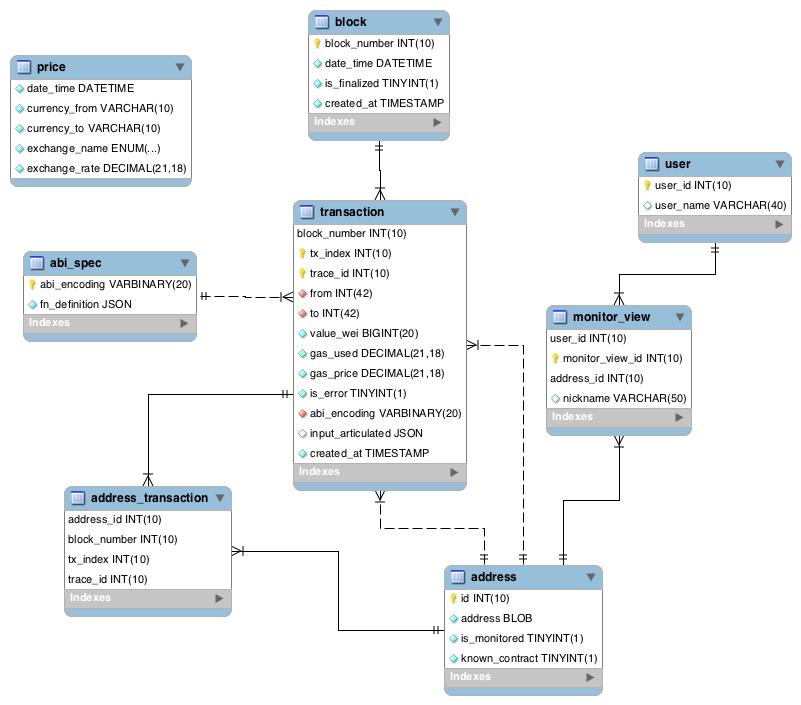 block
block_number INT(10)
date_time DATETIME
is_finalized TINYINT(1)
created_at TIMESTAMP
Indexes
price
date_time DATETIME
currency_from VARCHAR(10)
currency_to VARCHAR(10)
exchange_name ENUM(...)
exchange_rate DECIMAL(21,18)
user
user_id INT(10)
user_name VARCHAR(40)
Indexes
transaction
block_number INT(10)
tx_index INT(10)
trace_id INT(10)
from INT(42)
to INT(42)
value_wei BIGINT(20)
gas_used DECIMAL(21,18)
gas_price DECIMAL(21,18)
is_error TINYINT(1)
abi_encoding VARBINARY(20)
input_articulated JSON
created_at TIMESTAMP
Indexes
abi_spec
abi_encoding VARBINARY(20)
fn_definition JSON
Indexes
monitor_view
user_id INT(10)
monitor_view_id INT(10)
address_id INT(10)
nickname VARCHAR(50)
Indexes
address_transaction
address_id INT(10)
block_number INT(10)
tx_index INT(10)
trace_id INT(10)
Indexes
address
id INT(10)
address BLOB
is_monitored TINYINT(1)
known_contract TINYINT(1)
Indexes